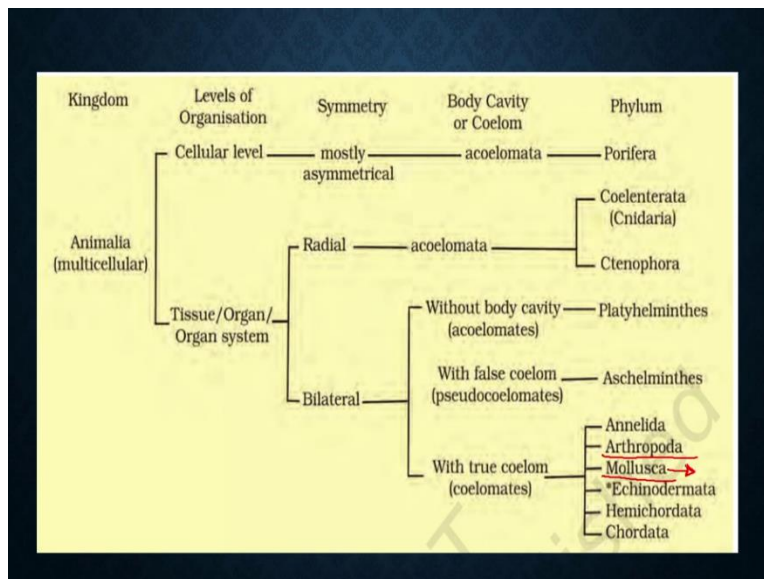 Kingdom
Levels of
Organisation
Symmetry
Body Cavity
or Coelom
Phylum
Cellular level
mostly
asymmetrical
acoelomata
Porifera
Animalia
(multicellular)
Tissue/Organ/
Organ system
Radial
acoelomata
Coelenterata
(Cnidaria)
Ctenophora
Bilateral
Without body cavity
(acoelomates)
Platyhelminthes
With false coelom
(pseudocoelomates)
Aschelminthes
With true coelom
(coelomates)
Annelida
Arthropoda
Mollusca
*Echinodermata
Hemichordata
Chordata